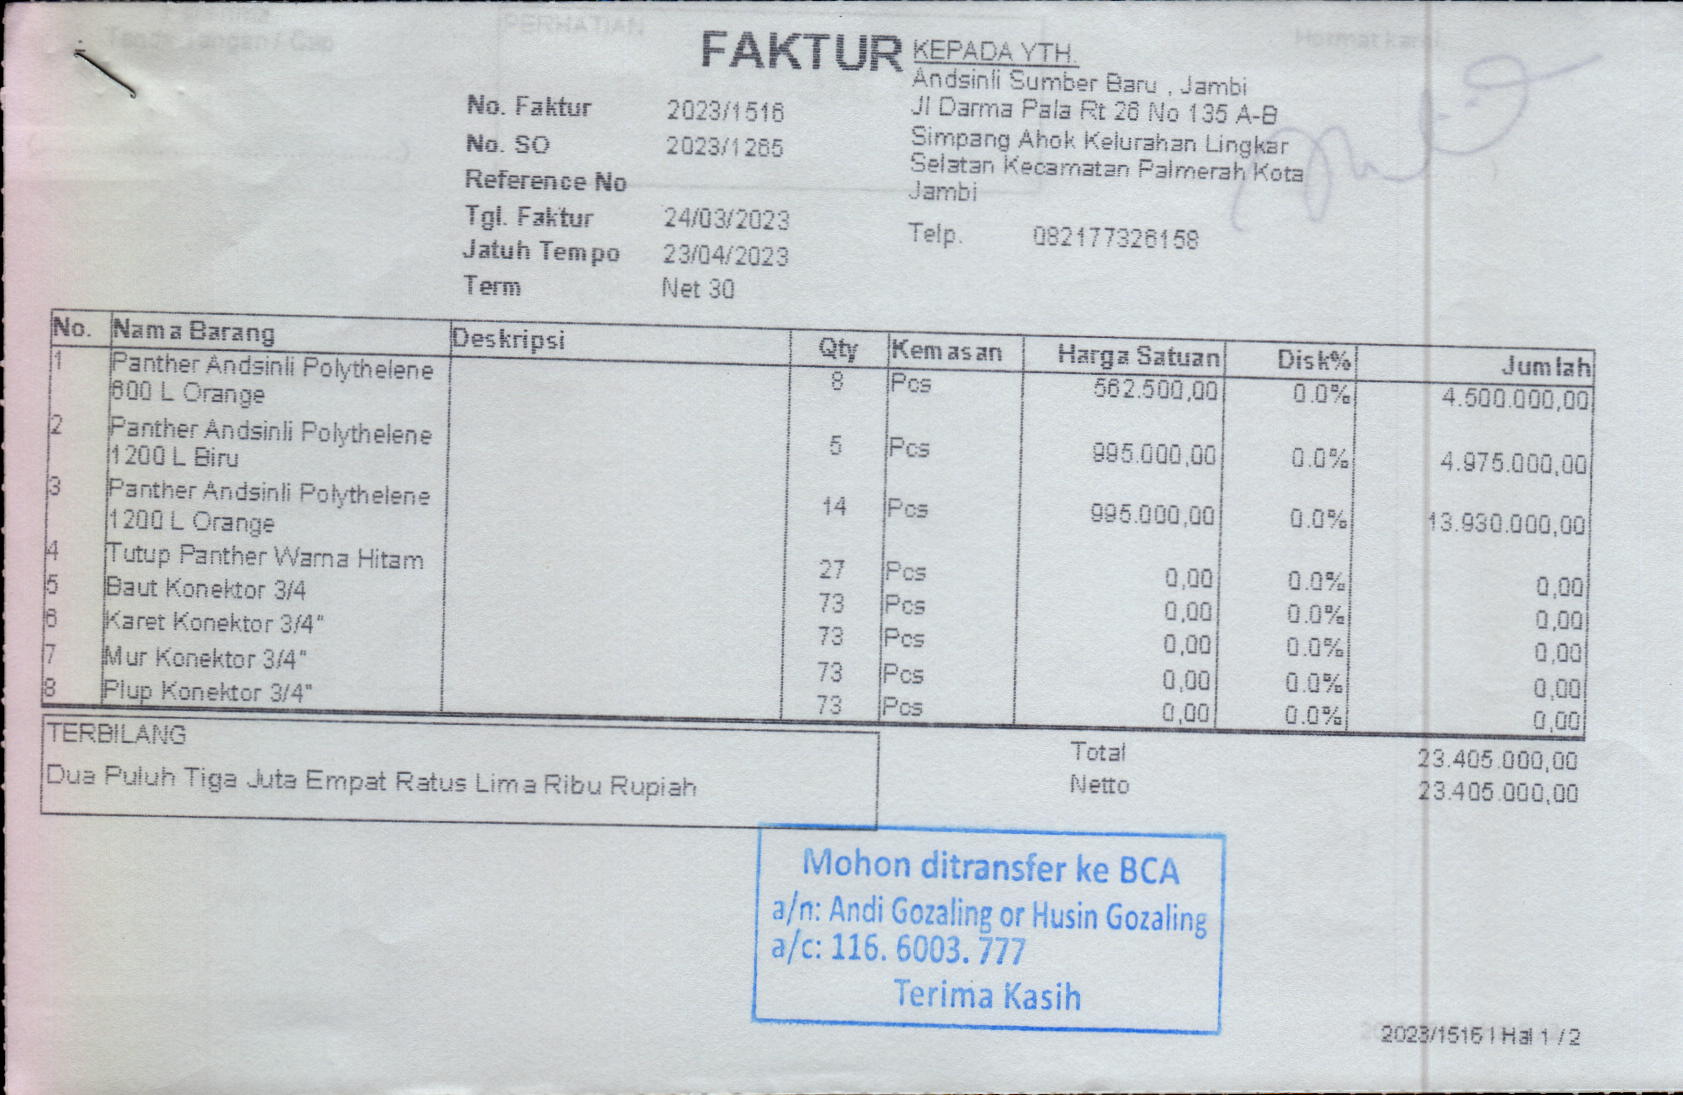 FAKTUR
KEPADA YTH.
Andsinli Sumber Baru , Jambi
Jl Darma Pala Rt 26 No 135 A-B
Simpang Ahok Kelurahan Lingkar
Selatan Kecamatan Palmerah Kota
Jambi
Telp. 082177326158
No. Faktur 2023/1516
No. SO 2023/1265
Reference No
Tgl. Faktur 24/03/2023
Jatuh Tempo 23/04/2023
Term Net 30
No. Nama Barang Deskripsi Qty Kemasan Harga Satuan Disk% Jumlah
1 Panther Andsinli Polythelene 8 Pcs 562.500,00 0.0% 4.500.000,00
600 L Orange
2 Panther Andsinli Polythelene 5 Pcs 995.000,00 0.0% 4.975.000,00
1200 L Biru
3 Panther Andsinli Polythelene 14 Pcs 995.000,00 0.0% 13.930.000,00
1200 L Orange
4 Tutup Panther Warna Hitam 27 Pcs 0,00 0.0% 0,00
5 Baut Konektor 3/4 73 Pcs 0,00 0.0% 0,00
6 Karet Konektor 3/4" 73 Pcs 0,00 0.0% 0,00
7 Mur Konektor 3/4" 73 Pcs 0,00 0.0% 0,00
8 Plup Konektor 3/4" 73 Pcs 0,00 0.0% 0,00
TERBILANG
Dua Puluh Tiga Juta Empat Ratus Lima Ribu Rupiah
Total 23.405.000,00
Netto 23.405.000,00
Mohon ditransfer ke BCA
a/n: Andi Gozaling or Husin Gozaling
a/c: 116. 6003. 777
Terima Kasih
2023/1516 | Hal 1 / 2
PERHATIAN
Tanda Tangan / Cap
Hormat kami